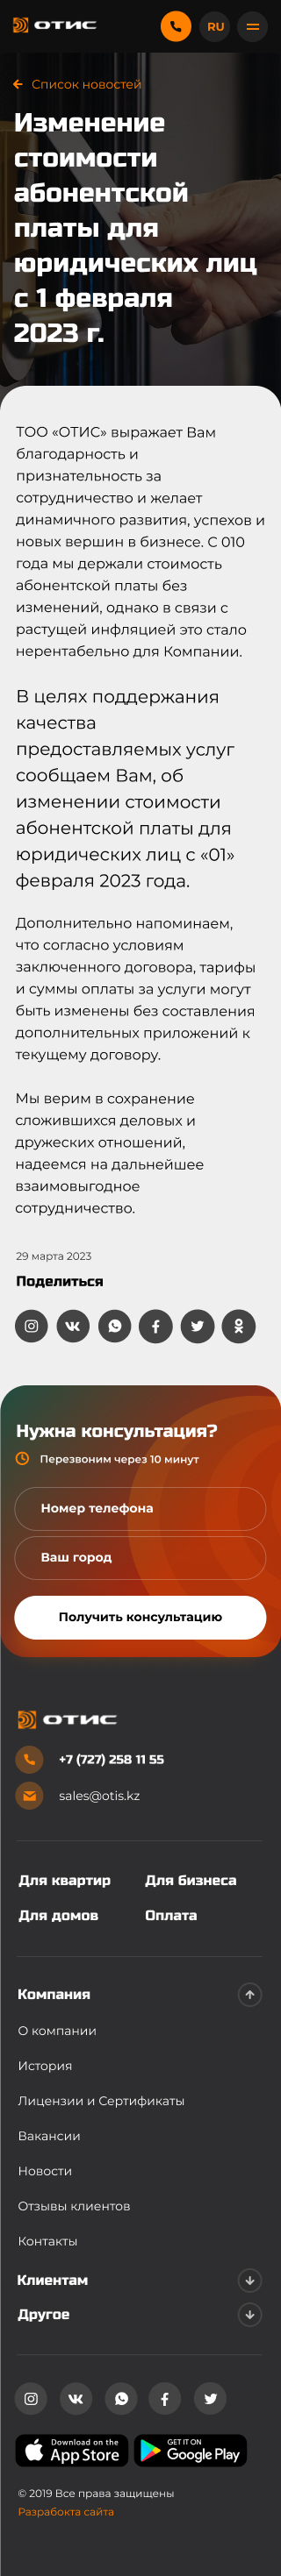 ОТИС
RU
Список новостей
Изменение
стоимости
абонентской
платы для
юридических лиц
с 1 февраля
2023 г.
ТОО «ОТИС» выражает Вам
благодарность и
признательность за
сотрудничество и желает
динамичного развития, успехов и
новых вершин в бизнесе. С 010
года мы держали стоимость
абонентской платы без
изменений, однако в связи с
растущей инфляцией это стало
нерентабельно для Компании.
В целях поддержания
качества
предоставляемых услуг
сообщаем Вам, об
изменении стоимости
абонентской платы для
юридических лиц с «01»
февраля 2023 года.
Дополнительно напоминаем,
что согласно условиям
заключенного договора, тарифы
и суммы оплаты за услуги могут
быть изменены без составления
дополнительных приложений к
текущему договору.
Мы верим в сохранение
сложившихся деловых и
дружеских отношений,
надеемся на дальнейшее
взаимовыгодное
сотрудничество.
29 марта 2023
Поделиться
Нужна консультация?
Перезвоним через 10 минут
Номер телефона
Ваш город
Получить консультацию
ОТИС
+7 (727) 258 11 55
sales@otis.kz
Для квартир
Для бизнеса
Для домов
Оплата
Компания
О компании
История
Лицензии и Сертификаты
Вакансии
Новости
Отзывы клиентов
Контакты
Клиентам
Другое
Download on the
App Store
GET IT ON
Google Play
© 2019 Все права защищены
Разрабокта сайта